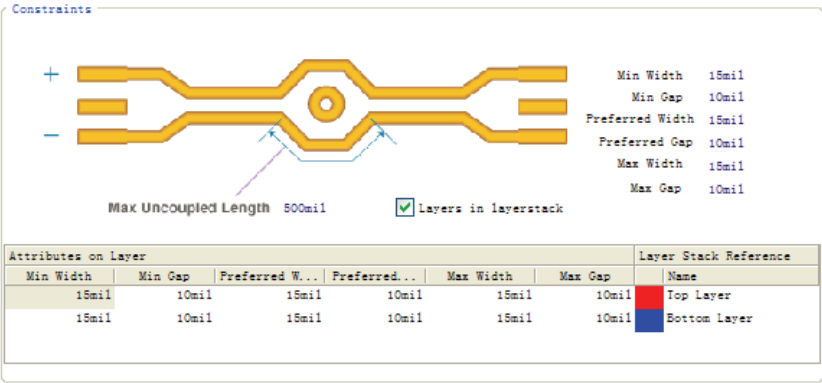 Constraints
+
Min Width 15mil
Min Gap 10mil
Preferred Width 15mil
-
Preferred Gap 10mil
Max Width 15mil
Max Gap 10mil
Max Uncoupled Length 500mil
Layers in layerstack
Attributes on Layer Layer Stack Reference
Min Width Min Gap Preferred W... Preferred... Max Width Max Gap Name
15mil 10mil 15mil 10mil 15mil 10mil Top Layer
15mil 10mil 15mil 10mil 15mil 10mil Bottom Layer